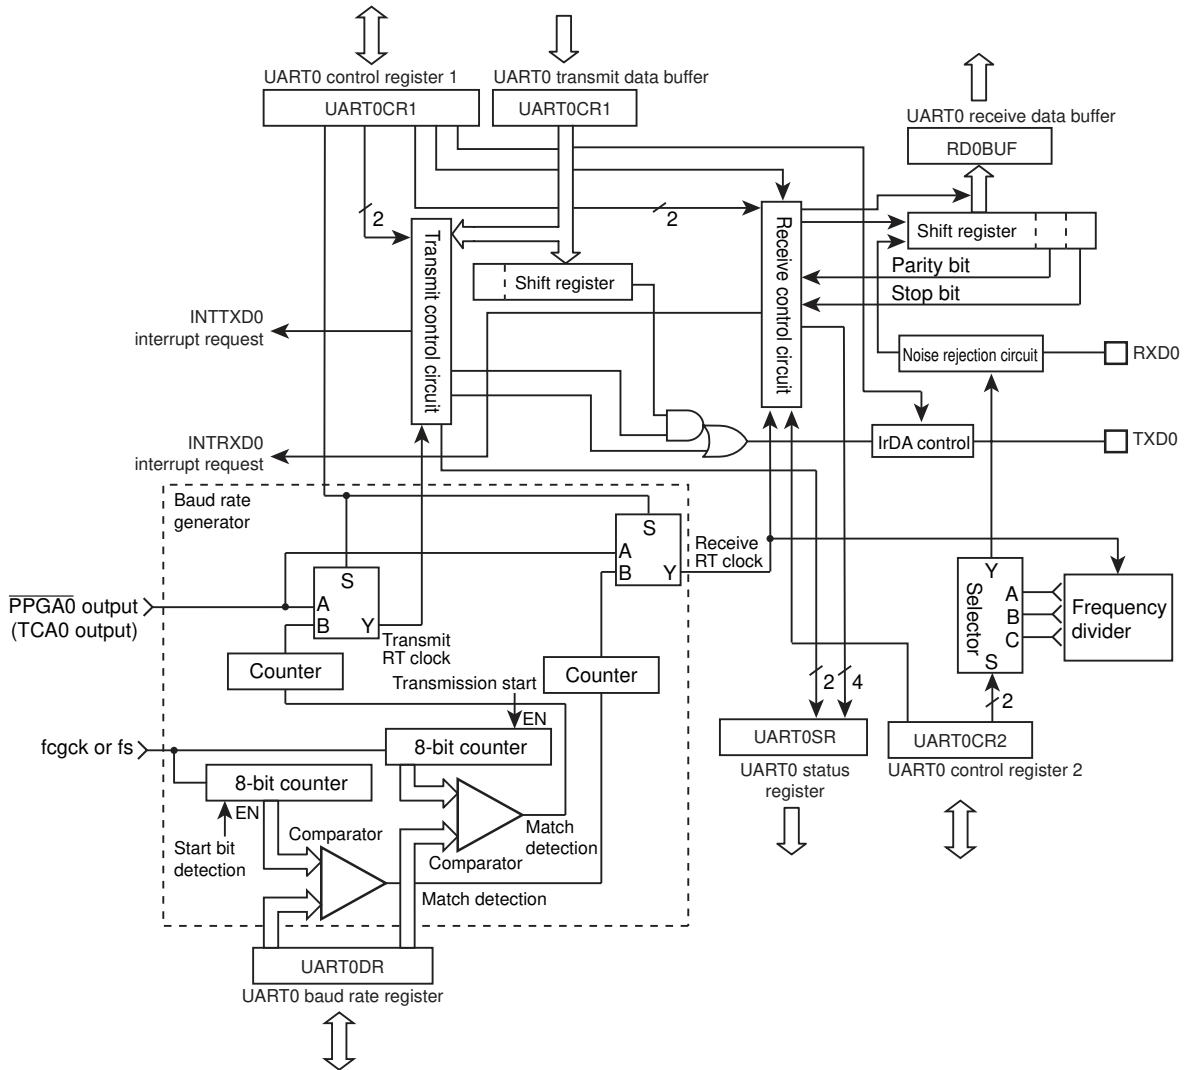 UART0 control register 1
UART0CR1
UART0 transmit data buffer
UART0CR1
UART0 receive data buffer
RD0BUF
2
2
Transmit control circuit
Receive control circuit
Shift register
Shift register
Parity bit
Stop bit
INTTXD0
interrupt request
Noise rejection circuit
RXD0
INTRXD0
interrupt request
IrDA control
TXD0
Baud rate
generator
S
A
B
Y
Receive
RT clock
S
A
B
Y
Transmit
RT clock
PPGA0 output
(TCA0 output)
Y
A
B
C
S
Selector
Frequency
divider
Counter
Counter
Transmission start
EN
2
4
2
fcgck or fs
8-bit counter
8-bit counter
EN
Start bit
detection
Comparator
Comparator
Match
detection
Match detection
UART0SR
UART0 status
register
UART0CR2
UART0 control register 2
UART0DR
UART0 baud rate register